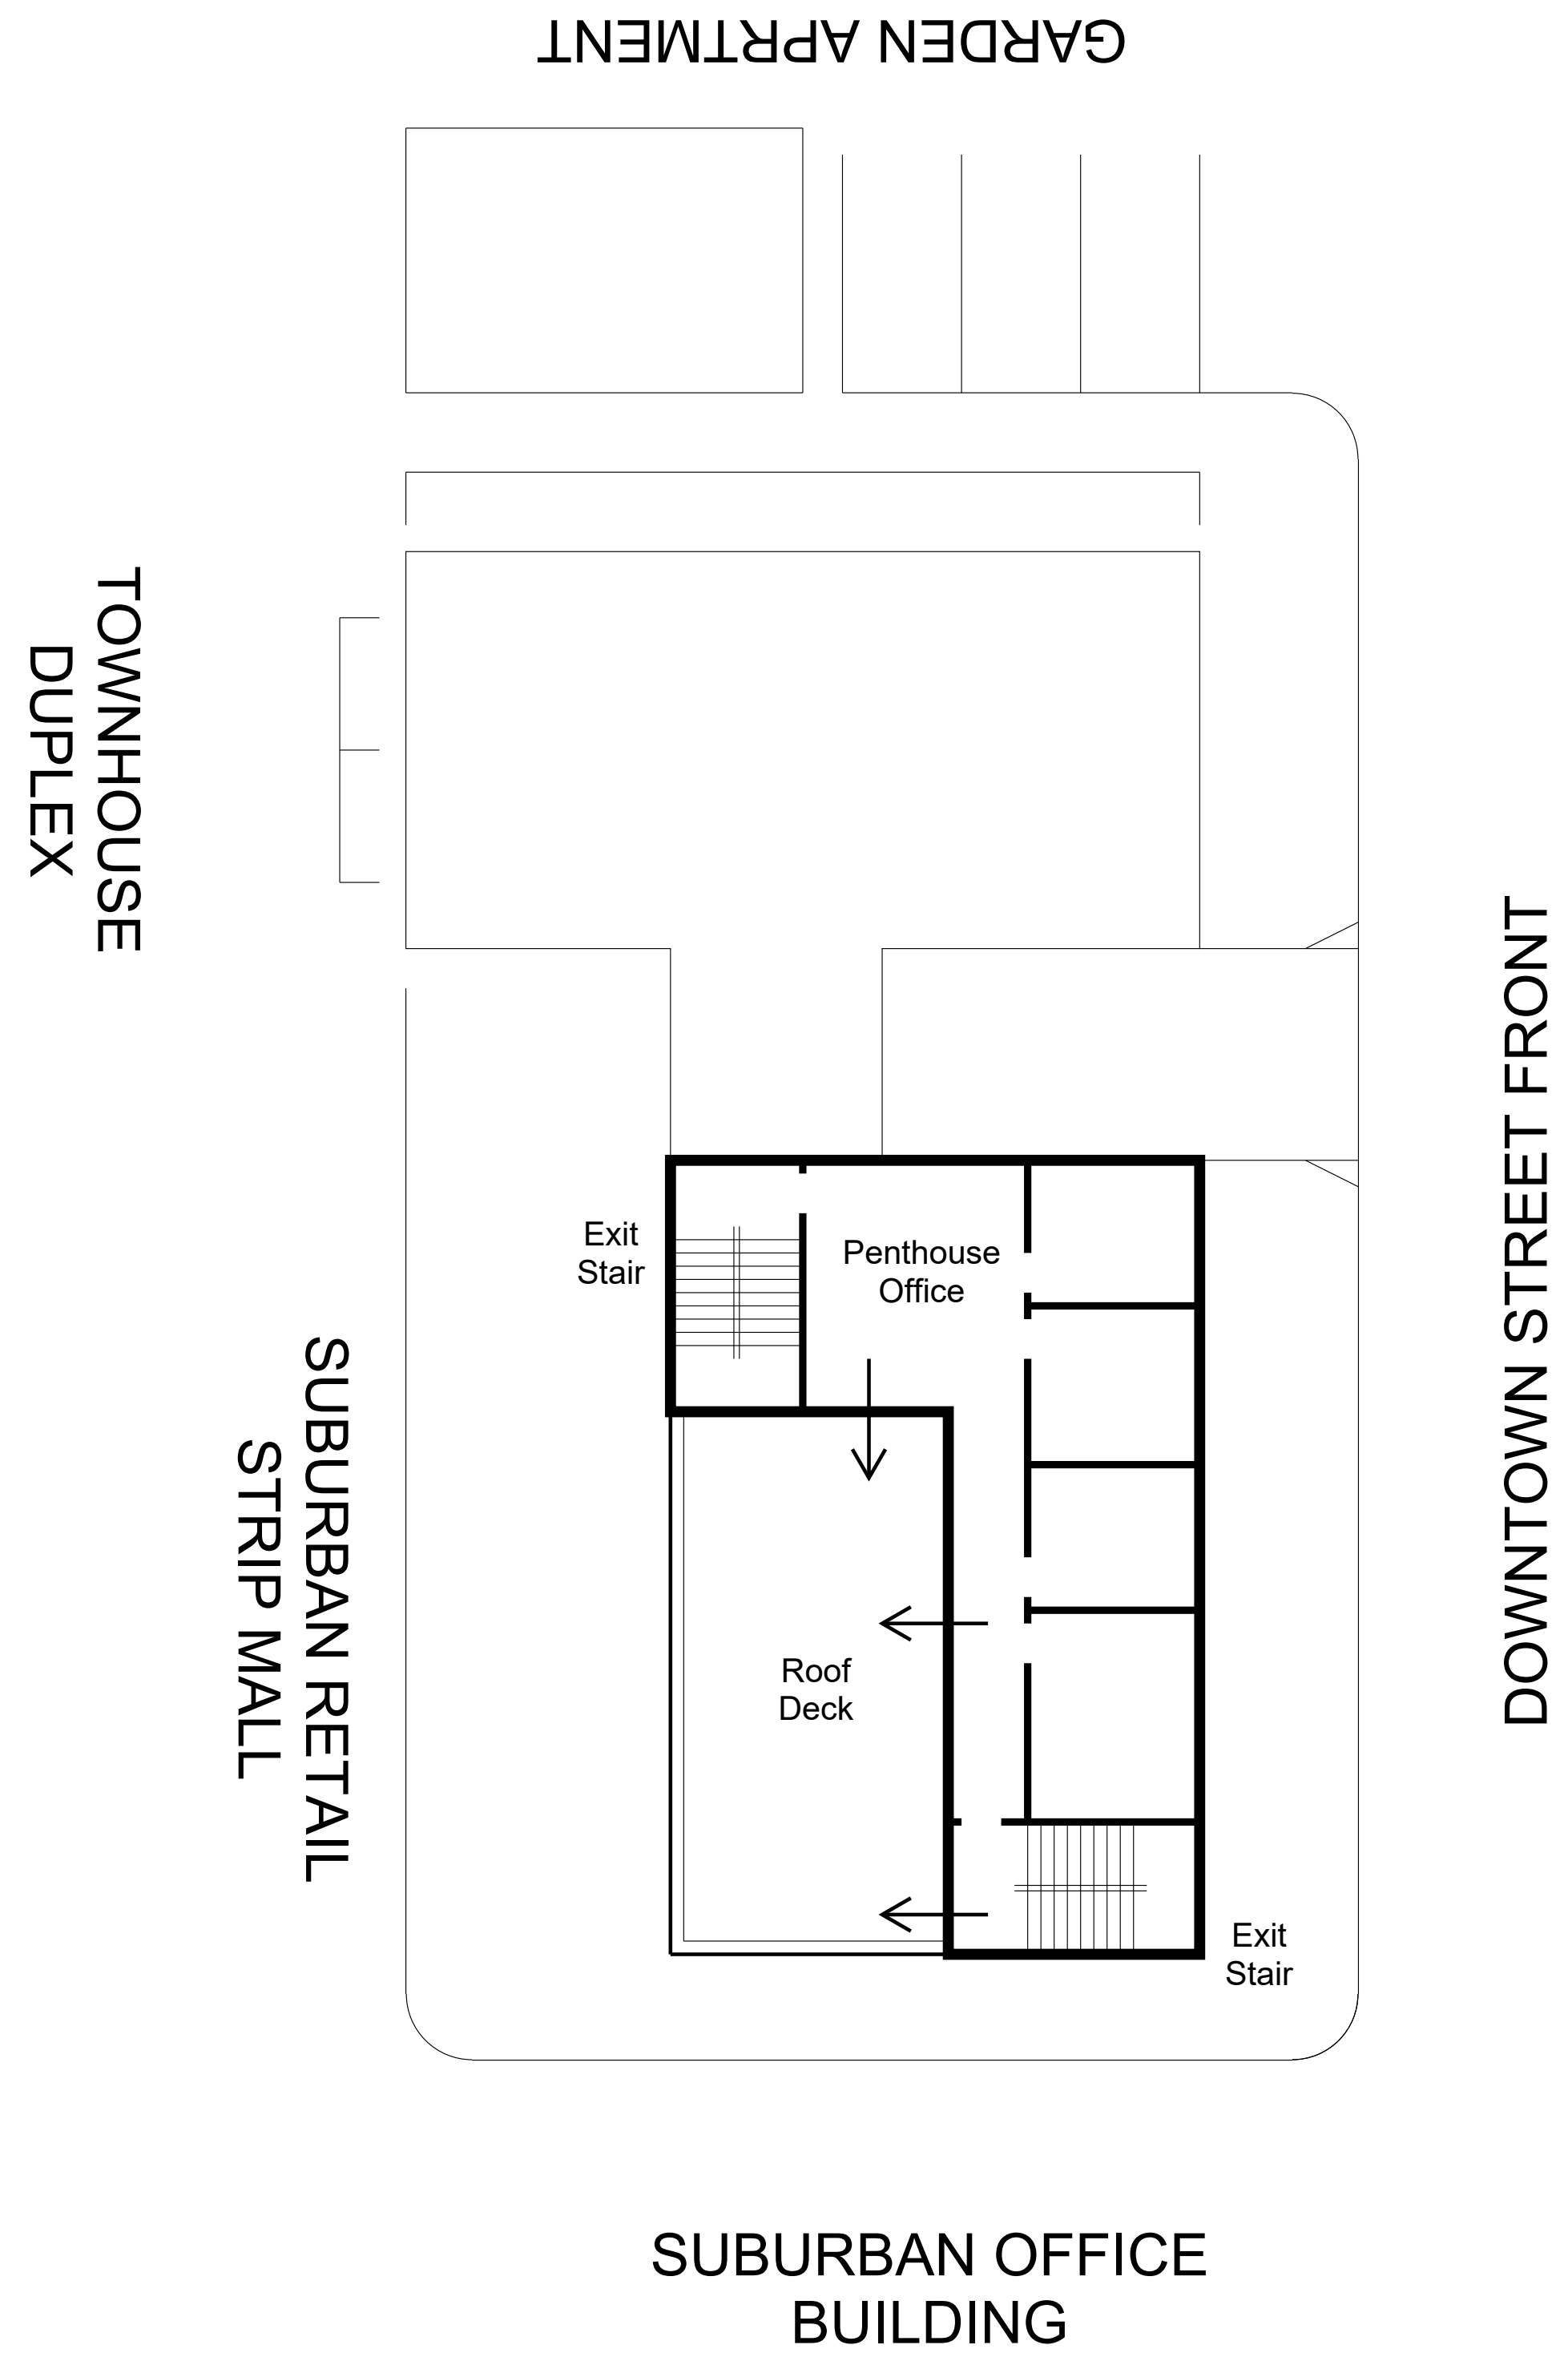 GARDEN APRTMENT
TOWNHOUSE
DUPLEX
DOWNTOWN STREET FRONT
Exit
Stair
Penthouse
Office
SUBURBAN RETAIL
STRIP MALL
Roof
Deck
Exit
Stair
SUBURBAN OFFICE
BUILDING